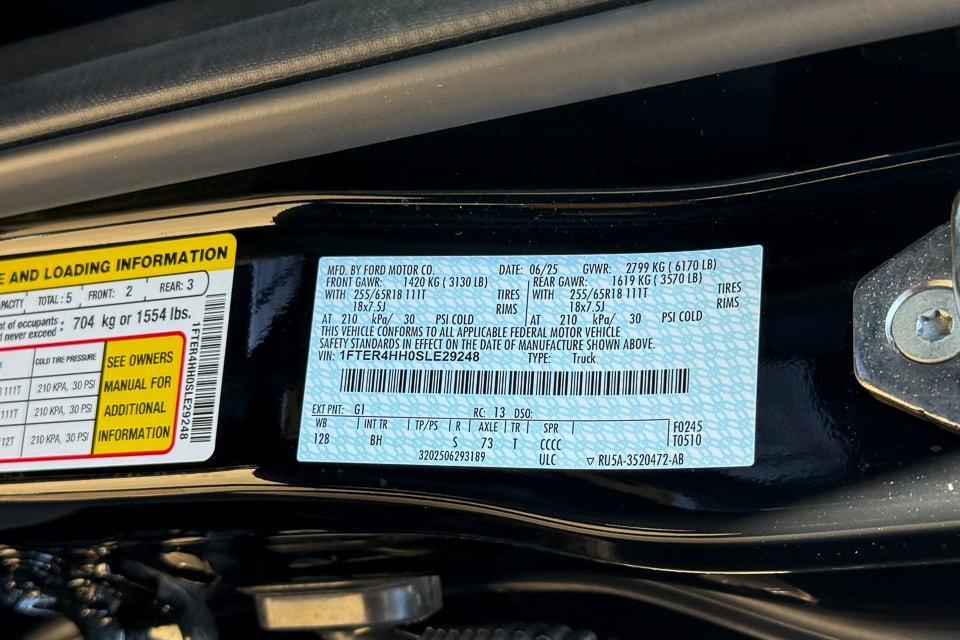 E AND LOADING INFORMATION
PACITY TOTAL: 5 FRONT: 2 REAR: 3
nt of occupants : 704 kg or 1554 lbs.
d never exceed
COLD TIRE PRESSURE
111T 210 KPA, 30 PSI
111T 210 KPA, 30 PSI
12T 210 KPA, 30 PSI
SEE OWNERS
MANUAL FOR
ADDITIONAL
INFORMATION
1FTER4HH0SLE29248
MFD. BY FORD MOTOR CO. DATE: 06/25 GVWR: 2799 KG ( 6170 LB)
FRONT GAWR: 1420 KG ( 3130 LB) REAR GAWR: 1619 KG ( 3570 LB)
WITH 255/65R18 111T TIRES WITH 255/65R18 111T TIRES
18x7.5J RIMS 18x7.5J RIMS
AT 210 kPa/ 30 PSI COLD AT 210 kPa/ 30 PSI COLD
THIS VEHICLE CONFORMS TO ALL APPLICABLE FEDERAL MOTOR VEHICLE
SAFETY STANDARDS IN EFFECT ON THE DATE OF MANUFACTURE SHOWN ABOVE.
VIN: 1FTER4HH0SLE29248 TYPE: Truck
EXT PNT: G1 RC: 13 DSO:
WB INT TR TP/PS R AXLE TR SPR F0245
128 BH S 73 T CCCC T0510
3202506293189 ULC ▽ RU5A-3520472-AB